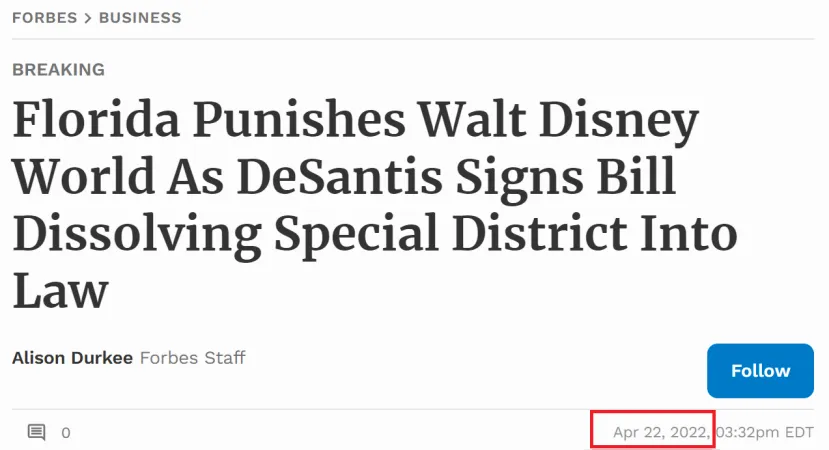 FORBES > BUSINESS
BREAKING
Florida Punishes Walt Disney
World As DeSantis Signs Bill
Dissolving Special District Into
Law
Alison Durkee Forbes Staff
Follow
0
Apr 22, 2022, 03:32pm EDT